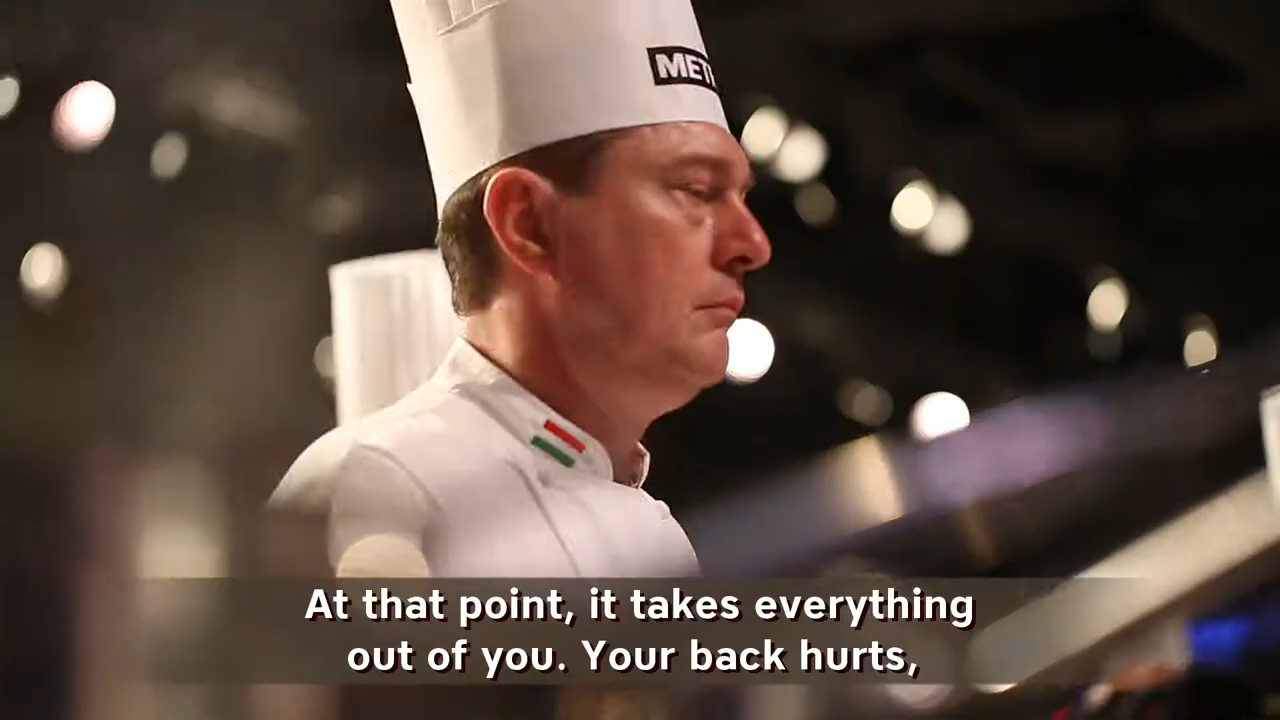 At that point, it takes everything
out of you. Your back hurts,